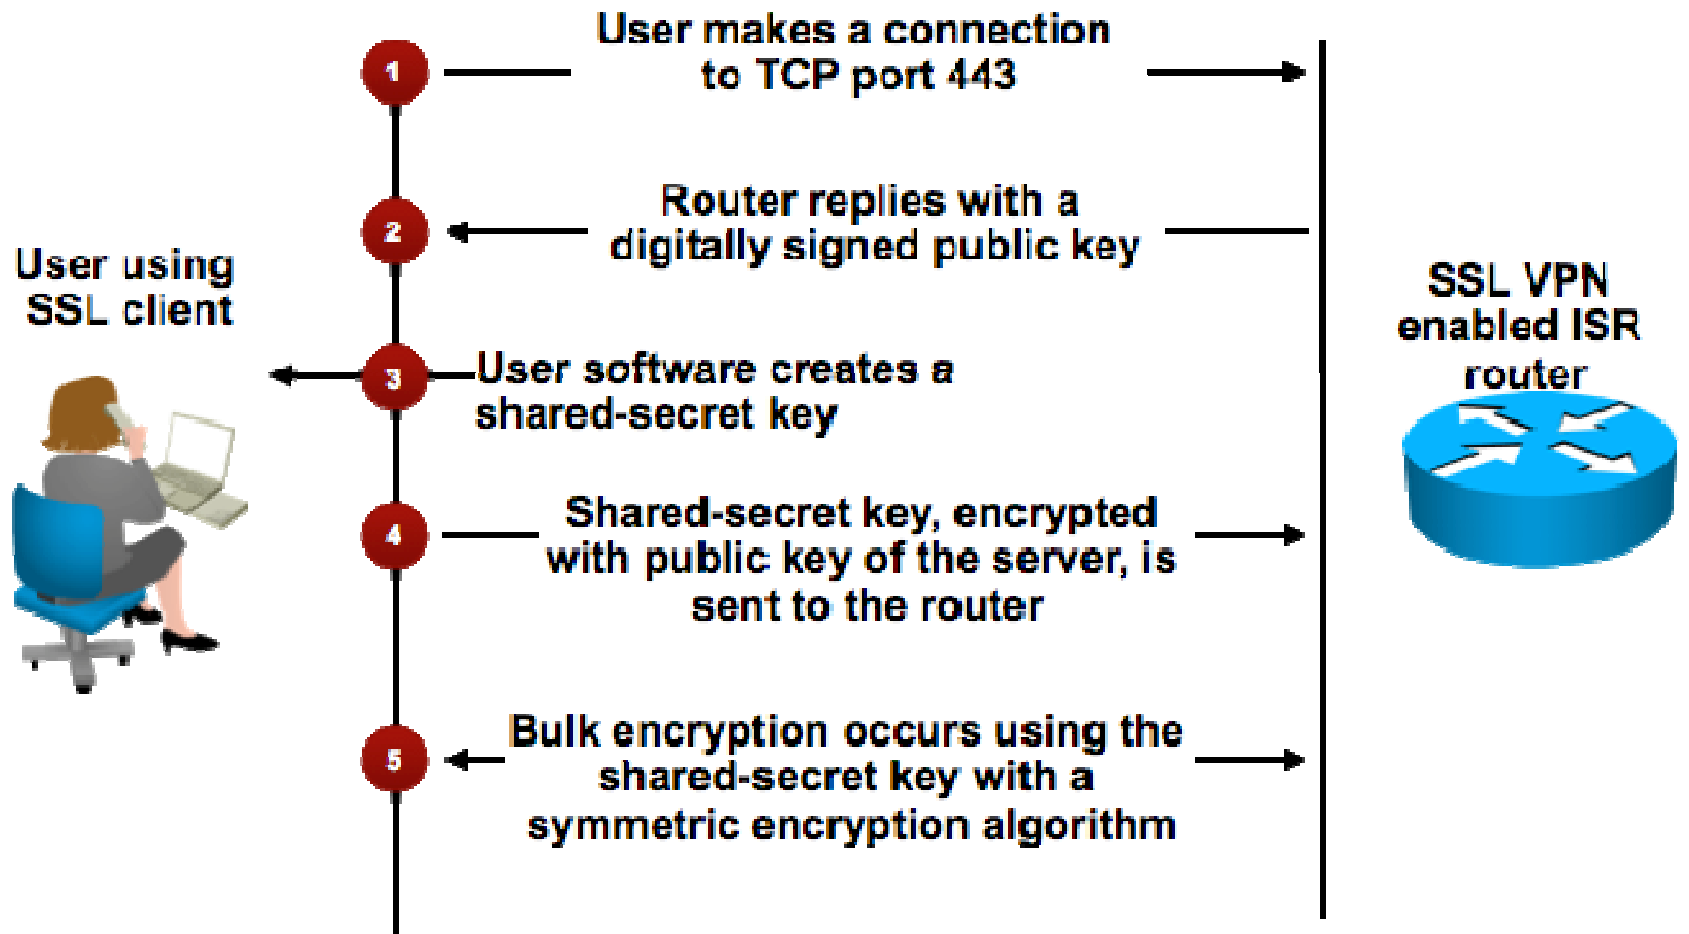 User makes a connection
to TCP port 443
1
Router replies with a
digitally signed public key
2
User using
SSL client
SSL VPN
enabled ISR
router
3
User software creates a
shared-secret key
4
Shared-secret key, encrypted
with public key of the server, is
sent to the router
5
Bulk encryption occurs using the
shared-secret key with a
symmetric encryption algorithm